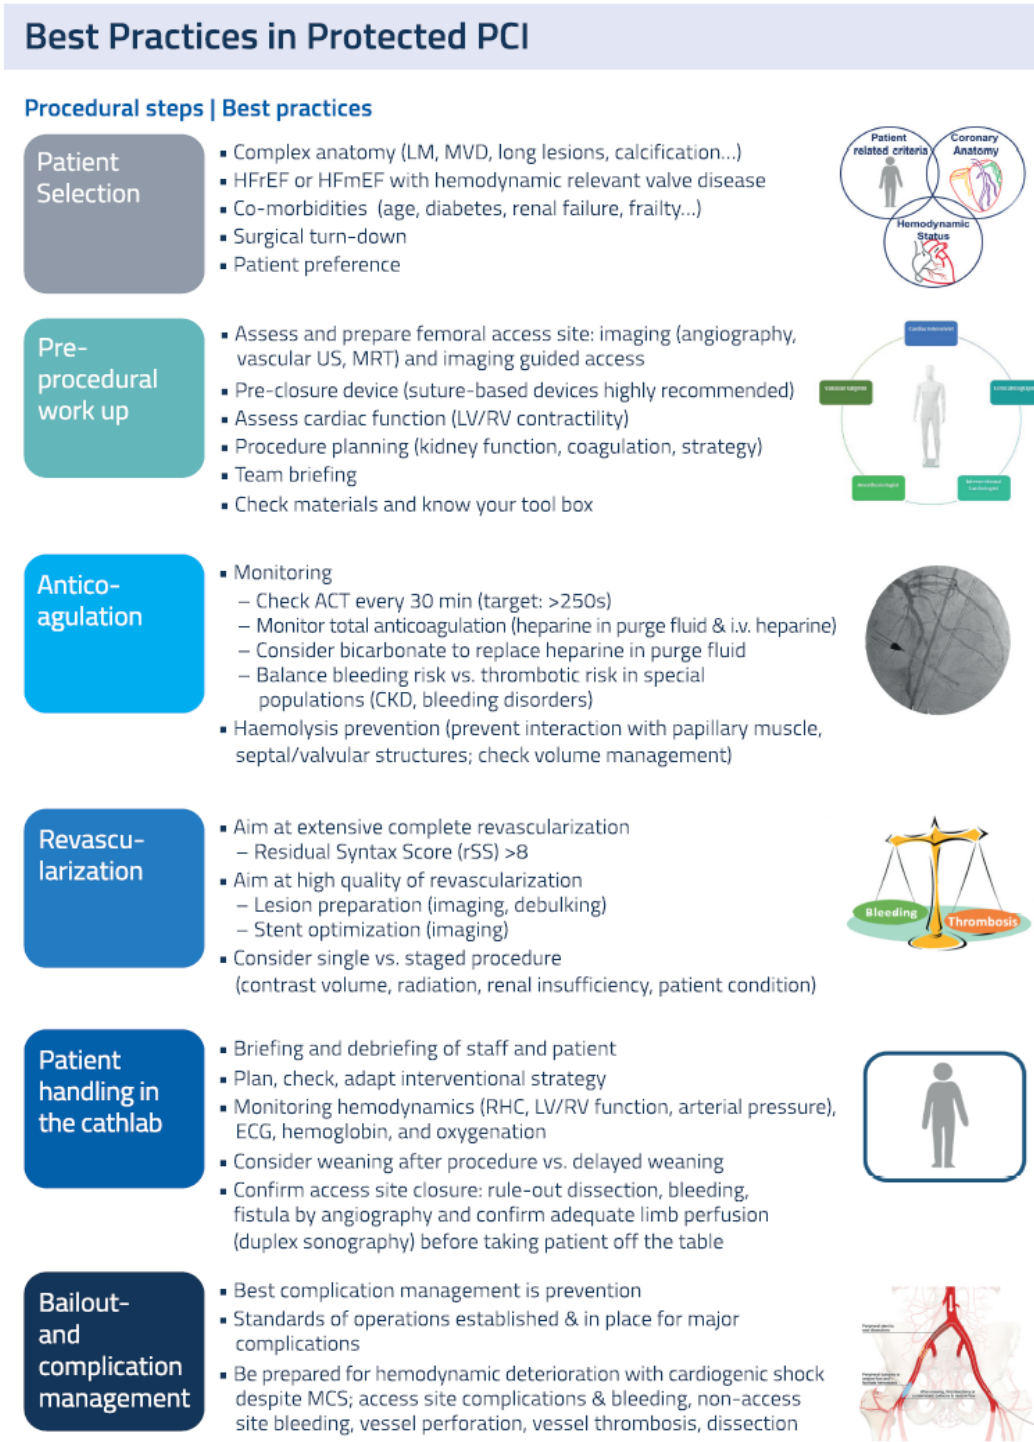 Best Practices in Protected PCI
Procedural steps | Best practices
Patient
Selection
▪ Complex anatomy (LM, MVD, long lesions, calcification...)
▪ HFrEF or HFmEF with hemodynamic relevant valve disease
▪ Co-morbidities (age, diabetes, renal failure, frailty...)
▪ Surgical turn-down
▪ Patient preference
Patient
related criteria
Coronary
Anatomy
Hemodynamic
Status
Pre-
procedural
work up
▪ Assess and prepare femoral access site: imaging (angiography,
vascular US, MRT) and imaging guided access
▪ Pre-closure device (suture-based devices highly recommended)
▪ Assess cardiac function (LV/RV contractility)
▪ Procedure planning (kidney function, coagulation, strategy)
▪ Team briefing
▪ Check materials and know your tool box
Antico-
agulation
▪ Monitoring
– Check ACT every 30 min (target: >250s)
– Monitor total anticoagulation (heparine in purge fluid & i.v. heparine)
– Consider bicarbonate to replace heparine in purge fluid
– Balance bleeding risk vs. thrombotic risk in special
populations (CKD, bleeding disorders)
▪ Haemolysis prevention (prevent interaction with papillary muscle,
septal/valvular structures; check volume management)
Revascu-
larization
▪ Aim at extensive complete revascularization
– Residual Syntax Score (rSS) >8
▪ Aim at high quality of revascularization
– Lesion preparation (imaging, debulking)
– Stent optimization (imaging)
▪ Consider single vs. staged procedure
(contrast volume, radiation, renal insufficiency, patient condition)
Bleeding
Thrombosis
Patient
handling in
the cathlab
▪ Briefing and debriefing of staff and patient
▪ Plan, check, adapt interventional strategy
▪ Monitoring hemodynamics (RHC, LV/RV function, arterial pressure),
ECG, hemoglobin, and oxygenation
▪ Consider weaning after procedure vs. delayed weaning
▪ Confirm access site closure: rule-out dissection, bleeding,
fistula by angiography and confirm adequate limb perfusion
(duplex sonography) before taking patient off the table
Bailout-
and
complication
management
▪ Best complication management is prevention
▪ Standards of operations established & in place for major
complications
▪ Be prepared for hemodynamic deterioration with cardiogenic shock
despite MCS; access site complications & bleeding, non-access
site bleeding, vessel perforation, vessel thrombosis, dissection